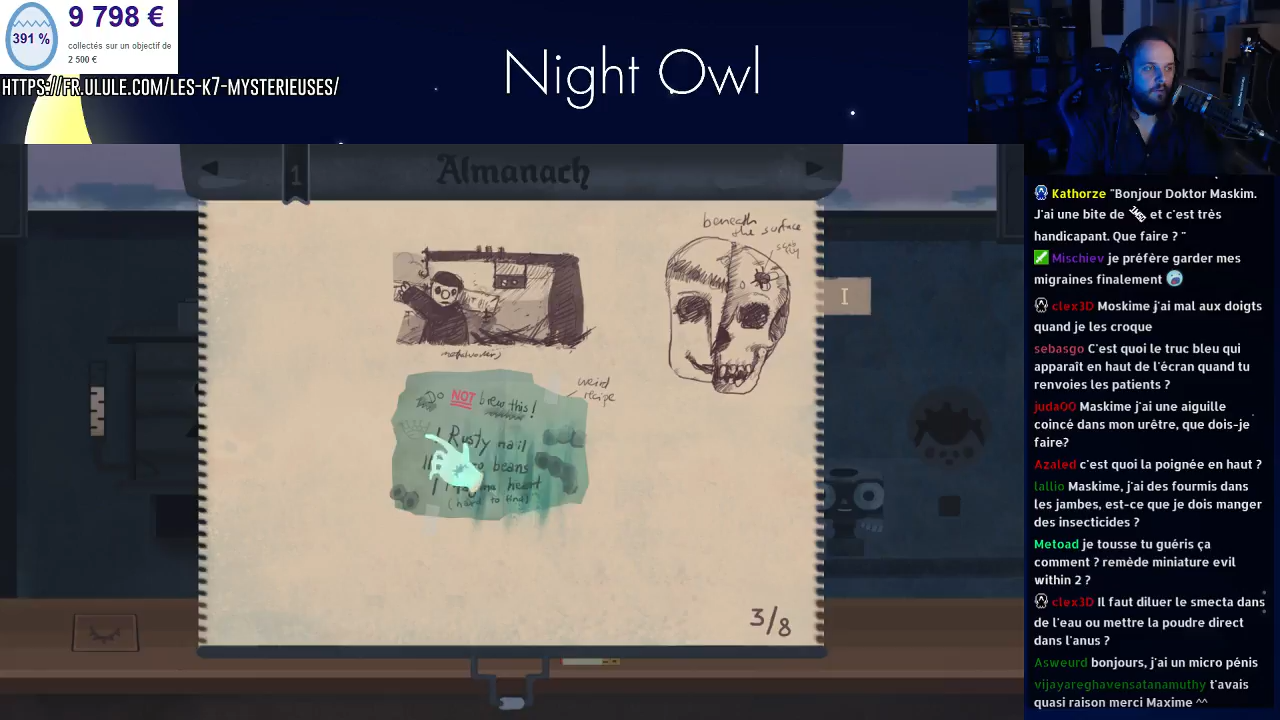 9 798 €
391 %
collectés sur un objectif de
2 500 €
HTTPS://FR.ULULE.COM/LES-K7-MYSTERIEUSES/
Night Owl
1
Almanach
beneath
the surface
I
weird
recipe
NOT brew this!
1 Rusty nail
beans
heart
(hard to find)
3/8
Kathorze "Bonjour Doktor Maskim.
J'ai une bite de et c'est très
handicapant. Que faire ? "
Mischiev je préfère garder mes
migraines finalement
clex3D Moskime j'ai mal aux doigts
quand je les croque
sebasgo C'est quoi le truc bleu qui
apparaît en haut de l'écran quand tu
renvoies les patients ?
juda00 Maskime j'ai une aiguille
coincé dans mon urêtre, que dois-je
faire?
Azaled c'est quoi la poignée en haut ?
lallio Maskime, j'ai des fourmis dans
les jambes, est-ce que je dois manger
des insecticides ?
Metoad je tousse tu guéris ça
comment ? remède miniature evil
within 2 ?
clex3D Il faut diluer le smecta dans
de l'eau ou mettre la poudre direct
dans l'anus ?
Asweurd bonjours, j'ai un micro pénis
vijayareghavensatanamuthy t'avais
quasi raison merci Maxime ^^